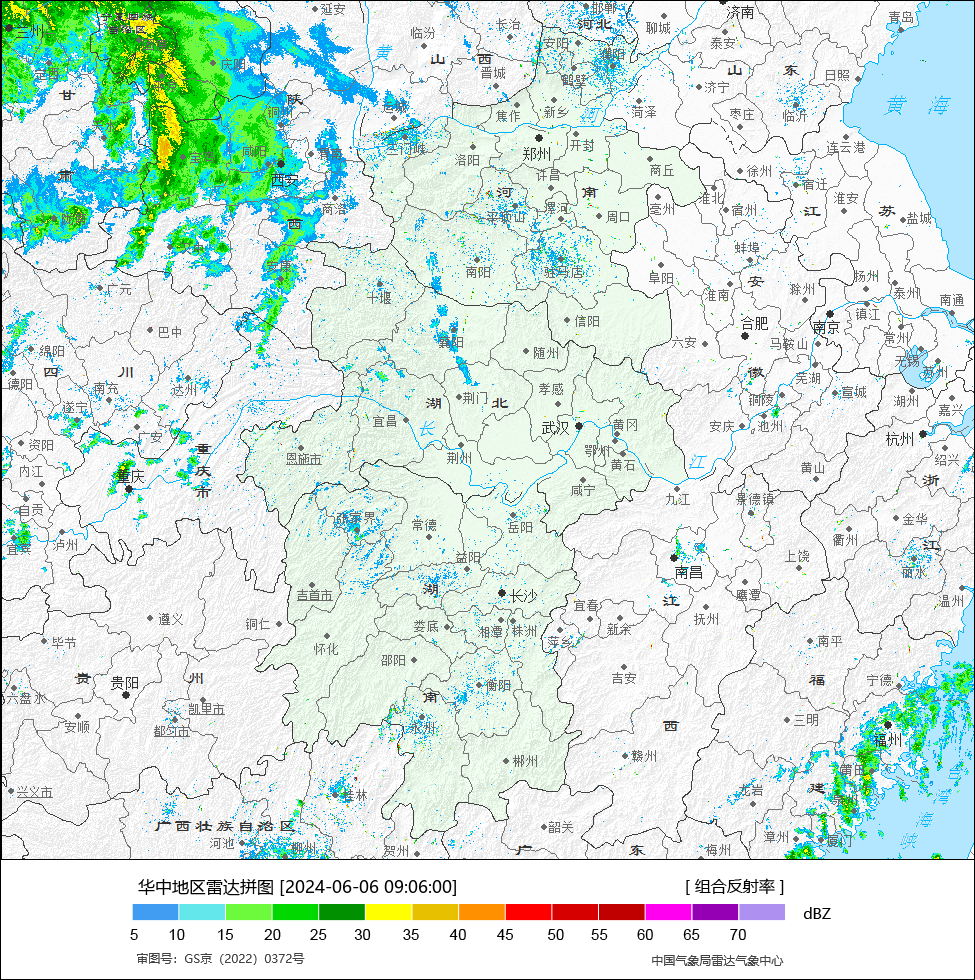 延安
临汾
长治
邯郸
河北
聊城
济南
青岛
兰州
山 西
安阳
泰安
山 东
日照
黄 海
定西
庆阳
晋城
鹤壁
济宁
甘
陕
铜川
焦作
新乡
河
菏泽
枣庄
临沂
三门峡
洛阳
郑州
开封
连云港
宝鸡
咸阳
渭南
西安
肃
许昌
商丘
徐州
宿迁
淮安
河 南
商洛
平顶山
漯河
周口
亳州
淮北
宿州
江 苏
盐城
陇南
西
汉中
安康
南阳
驻马店
阜阳
蚌埠
淮南
安
滁州
扬州
泰州
南通
镇江
广元
十堰
巴中
襄阳
信阳
合肥
南京
常州
无锡
苏州
绵阳
四 川
德阳
南充
达州
随州
六安
马鞍山
徽
芜湖
宣城
湖州
嘉兴
遂宁
湖 北
荆门
孝感
铜陵
广安
宜昌
长
武汉
黄冈
安庆
池州
杭州
资阳
重庆市
恩施市
荆州
鄂州
黄石
江
黄山
绍兴
内江
重庆
咸宁
九江
景德镇
浙
自贡
张家界
常德
岳阳
金华
衢州
宜宾
泸州
益阳
南昌
上饶
江
丽水
吉首市
湖
长沙
鹰潭
温州
遵义
铜仁
娄底
湘潭
株洲
宜春
新余
江
抚州
毕节
怀化
邵阳
萍乡
南平
贵 州
贵阳
衡阳
吉安
福
宁德
六盘水
南
凯里市
安顺
都匀市
永州
西
三明
福州
郴州
赣州
莆田
兴义市
桂林
龙岩
建
泉州
海
峡
广西壮族自治区
韶关
河池
柳州
贺州
广 东
梅州
漳州
厦门
华中地区雷达拼图 [2024-06-06 09:06:00]
[ 组合反射率 ]
dBZ
5 10 15 20 25 30 35 40 45 50 55 60 65 70
审图号：GS京（2022）0372号
中国气象局雷达气象中心